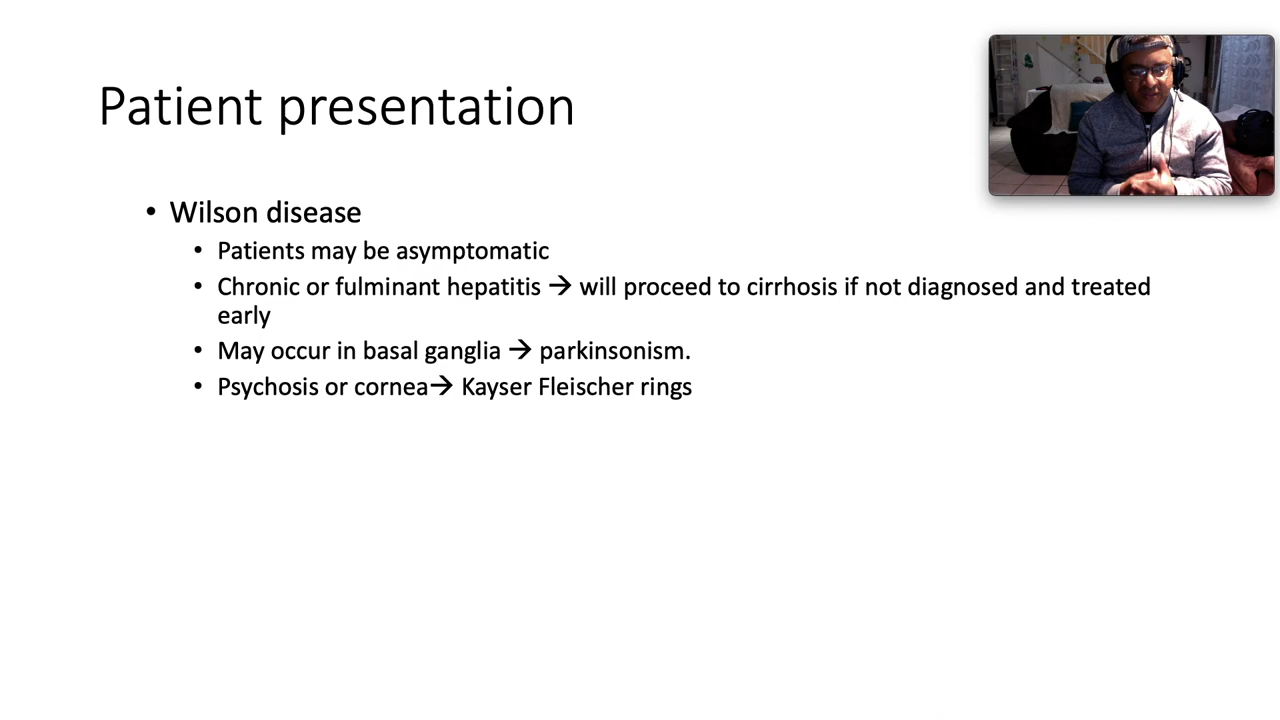 Patient presentation
• Wilson disease
• Patients may be asymptomatic
• Chronic or fulminant hepatitis → will proceed to cirrhosis if not diagnosed and treated
early
• May occur in basal ganglia → parkinsonism.
• Psychosis or cornea→ Kayser Fleischer rings